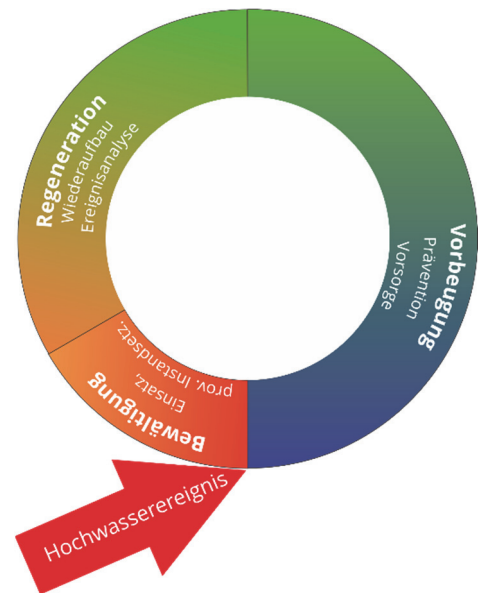 Regeneration
Wiederaufbau
Ereignisanalyse
Vorbeugung
Prävention
Vorsorge
prov. Instandsetz.
Einsatz,
Bewältigung
Hochwasserereignis